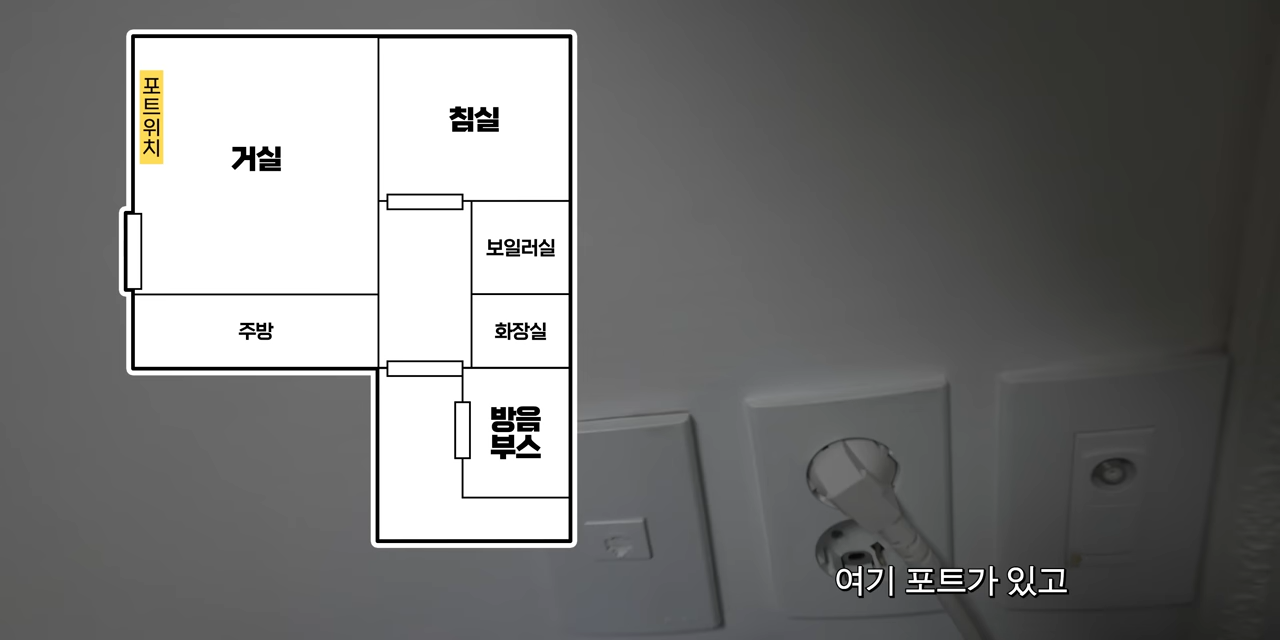 포트위치
거실
침실
보일러실
주방
화장실
방음
부스
여기 포트가 있고